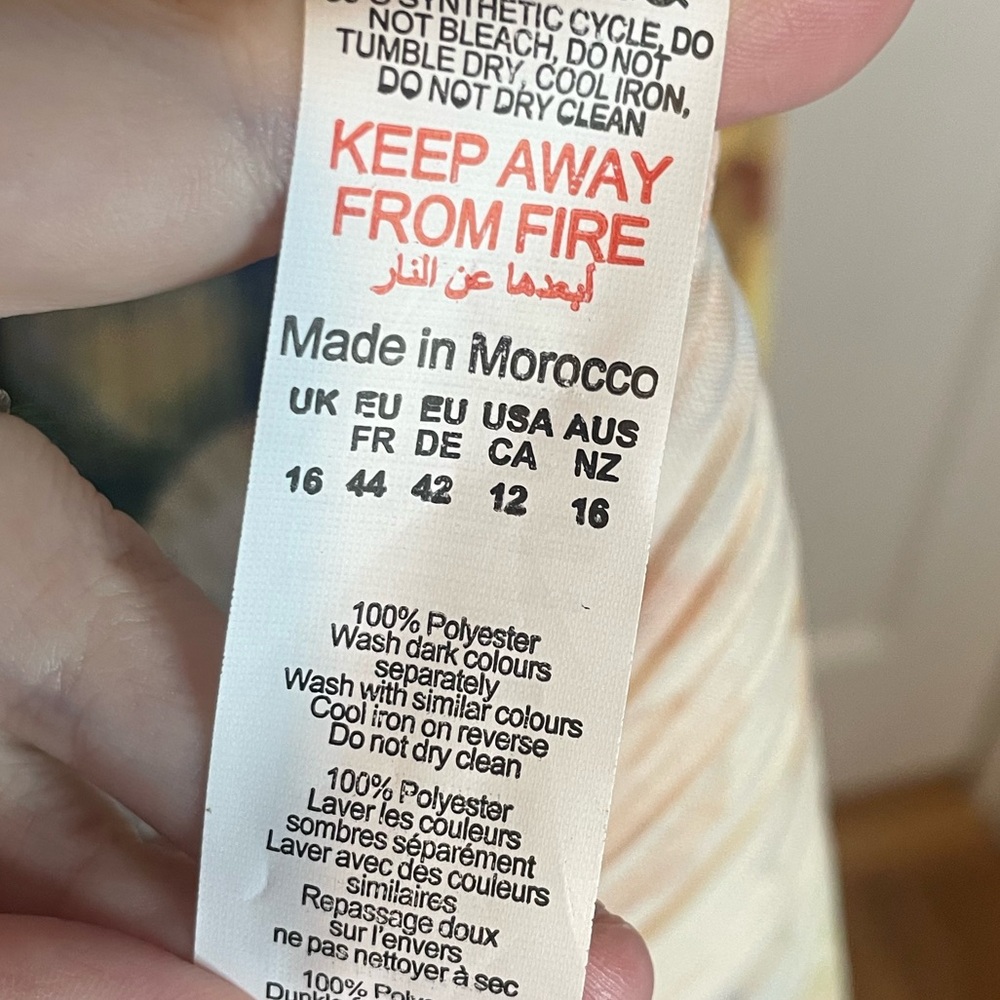 SYNTHETIC CYCLE, DO
NOT BLEACH, DO NOT
TUMBLE DRY, COOL IRON,
DO NOT DRY CLEAN
KEEP AWAY
FROM FIRE
أبعدها عن النار
Made in Morocco
UK EU EU USA AUS
FR DE CA NZ
16 44 42 12 16
100% Polyester
Wash dark colours
separately
Wash with similar colours
Cool iron on reverse
Do not dry clean
100% Polyester
Laver les couleurs
sombres séparément
Laver avec des couleurs
similaires
Repassage doux
sur l'envers
ne pas nettoyer à sec
100%